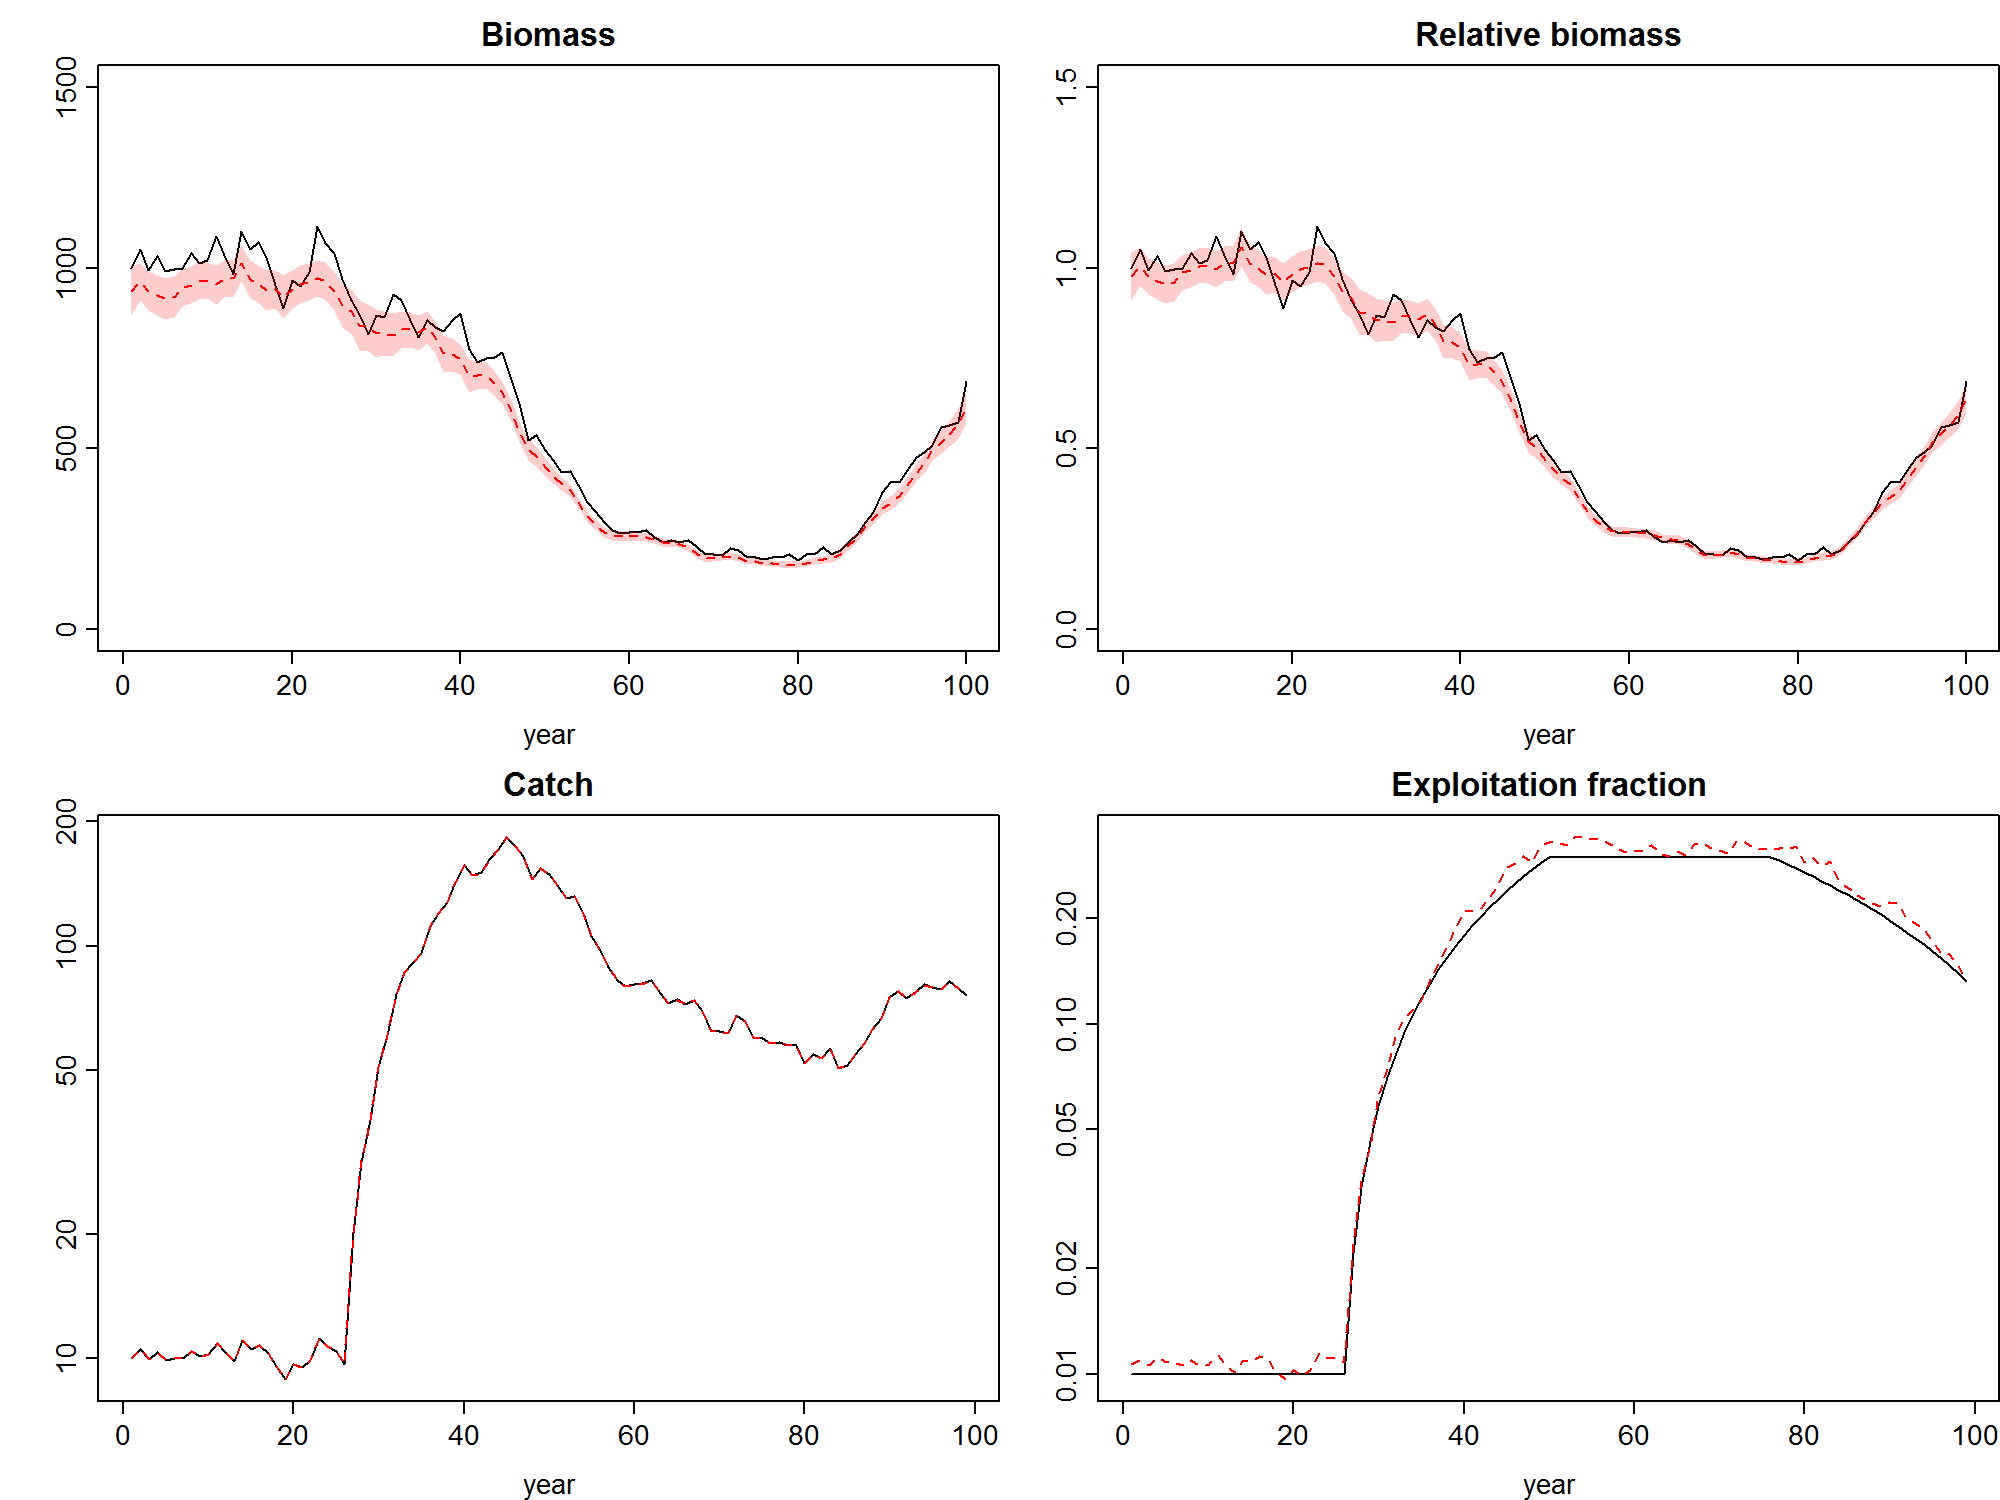 Biomass
1500
1000
500
0
0 20 40 60 80 100
year
Relative biomass
1.5
1.0
0.5
0.0
0 20 40 60 80 100
year
Catch
200
100
50
20
10
0 20 40 60 80 100
year
Exploitation fraction
0.20
0.10
0.05
0.02
0.01
0 20 40 60 80 100
year